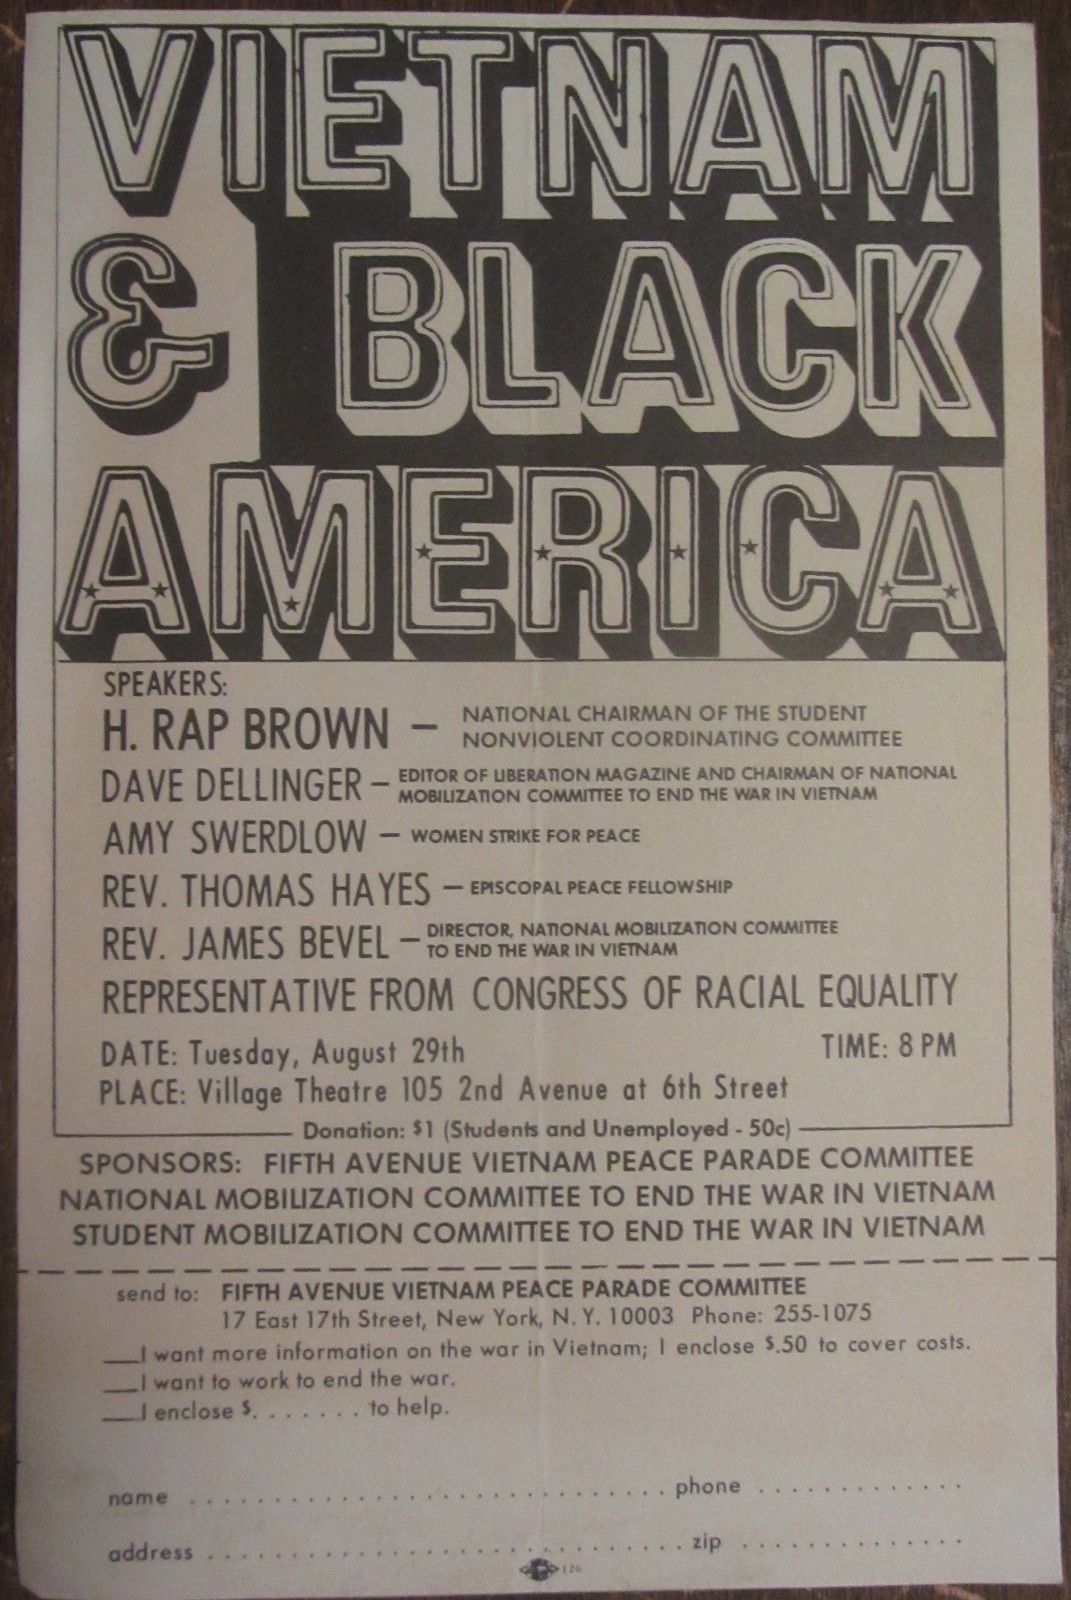 VIETNAM
& BLACK
AMERICA
SPEAKERS:
H. RAP BROWN – NATIONAL CHAIRMAN OF THE STUDENT
NONVIOLENT COORDINATING COMMITTEE
DAVE DELLINGER – EDITOR OF LIBERATION MAGAZINE AND CHAIRMAN OF NATIONAL
MOBILIZATION COMMITTEE TO END THE WAR IN VIETNAM
AMY SWERDLOW – WOMEN STRIKE FOR PEACE
REV. THOMAS HAYES – EPISCOPAL PEACE FELLOWSHIP
REV. JAMES BEVEL – DIRECTOR, NATIONAL MOBILIZATION COMMITTEE
TO END THE WAR IN VIETNAM
REPRESENTATIVE FROM CONGRESS OF RACIAL EQUALITY
DATE: Tuesday, August 29th TIME: 8 PM
PLACE: Village Theatre 105 2nd Avenue at 6th Street
Donation: $1 (Students and Unemployed - 50c)
SPONSORS: FIFTH AVENUE VIETNAM PEACE PARADE COMMITTEE
NATIONAL MOBILIZATION COMMITTEE TO END THE WAR IN VIETNAM
STUDENT MOBILIZATION COMMITTEE TO END THE WAR IN VIETNAM
send to: FIFTH AVENUE VIETNAM PEACE PARADE COMMITTEE
17 East 17th Street, New York, N. Y. 10003 Phone: 255-1075
___I want more information on the war in Vietnam; I enclose $.50 to cover costs.
___I want to work to end the war.
___I enclose $. . . . . . . . to help.
name . . . . . . . . . . . . . . . . . . . . . . . . . . . . . phone . . . . . . . . . . . . .
address . . . . . . . . . . . . . . . . . . . . . . . . . . . . . zip . . . . . . . . . . . . . .